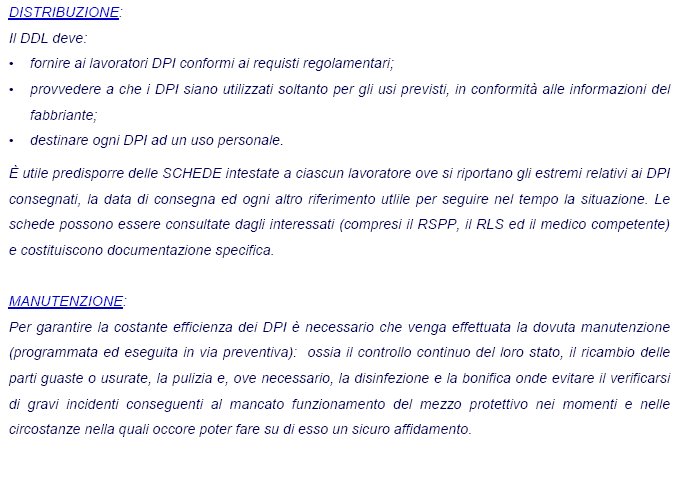 DISTRIBUZIONE:
Il DDL deve:
• fornire ai lavoratori DPI conformi ai requisti regolamentari;
• provvedere a che i DPI siano utilizzati soltanto per gli usi previsti, in conformità alle informazioni del
fabbriante;
• destinare ogni DPI ad un uso personale.
È utile predisporre delle SCHEDE intestate a ciascun lavoratore ove si riportano gli estremi relativi ai DPI
consegnati, la data di consegna ed ogni altro riferimento utlile per seguire nel tempo la situazione. Le
schede possono essere consultate dagli interessati (compresi il RSPP, il RLS ed il medico competente)
e costituiscono documentazione specifica.
MANUTENZIONE:
Per garantire la costante efficienza dei DPI è necessario che venga effettuata la dovuta manutenzione
(programmata ed eseguita in via preventiva): ossia il controllo continuo del loro stato, il ricambio delle
parti guaste o usurate, la pulizia e, ove necessario, la disinfezione e la bonifica onde evitare il verificarsi
di gravi incidenti conseguenti al mancato funzionamento del mezzo protettivo nei momenti e nelle
circostanze nella quali occore poter fare su di esso un sicuro affidamento.